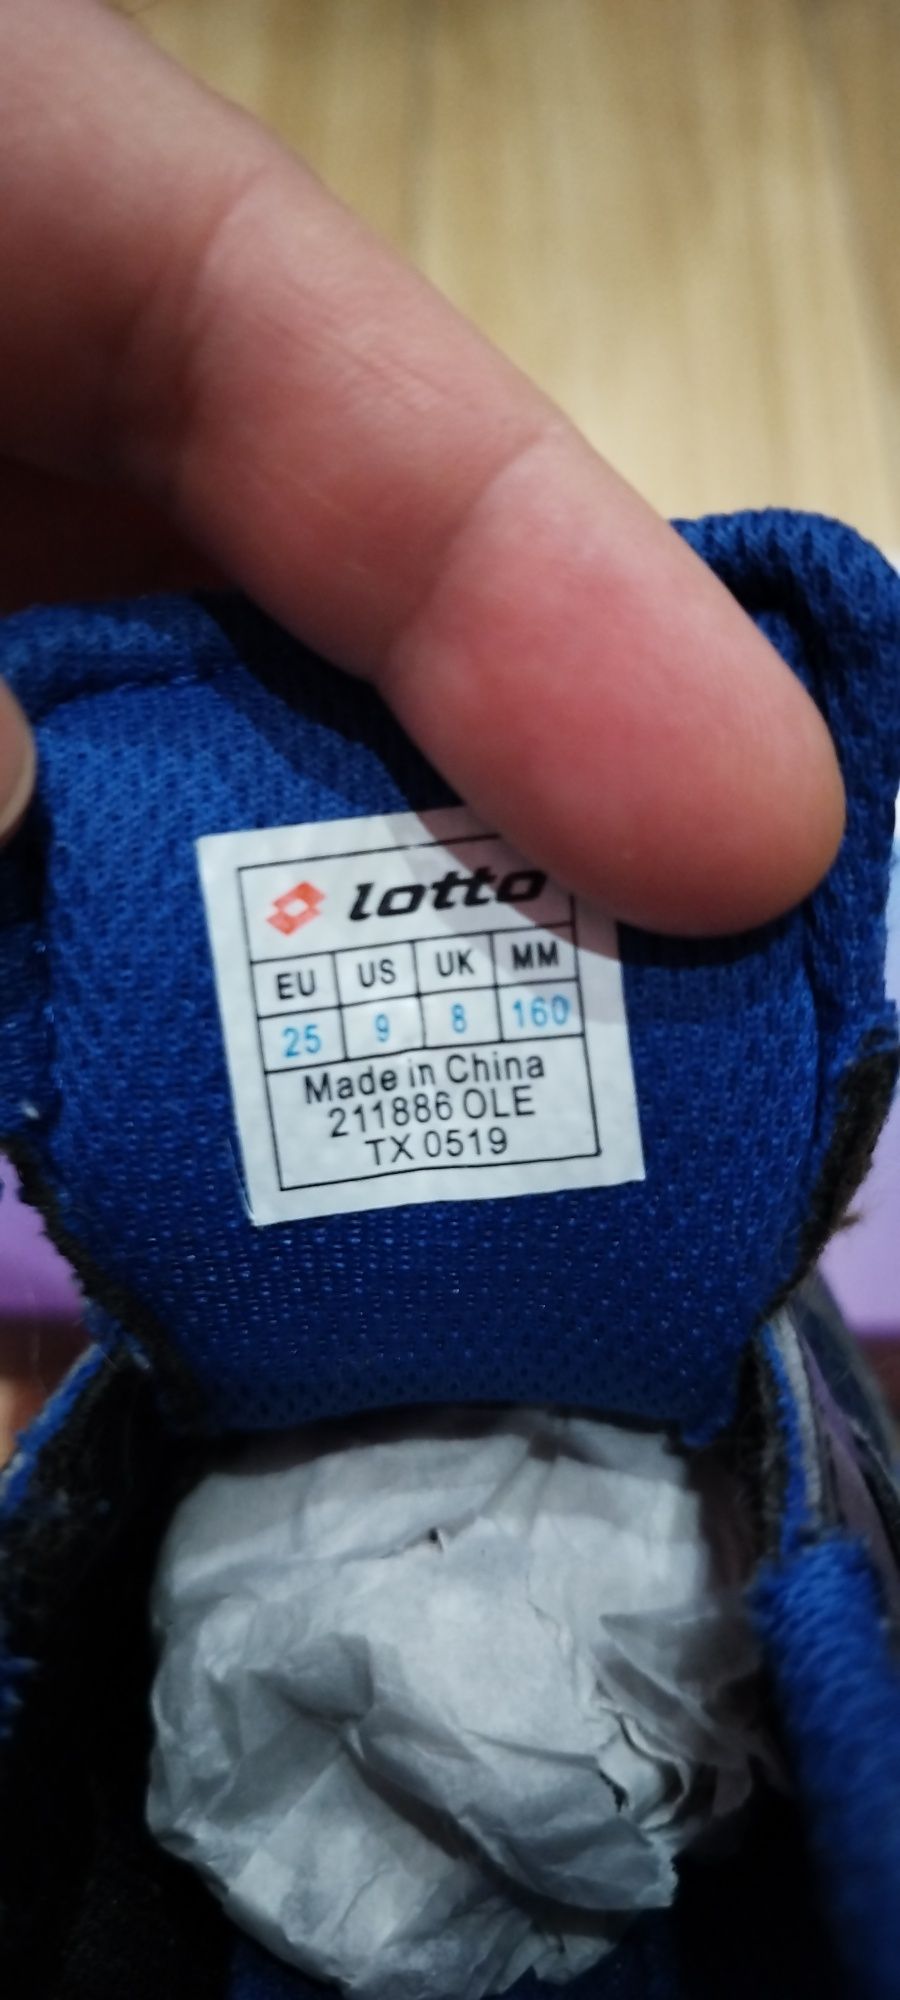 lotto
EU US UK MM
25 9 8 160
Made in China
211886 OLE
TX 0519